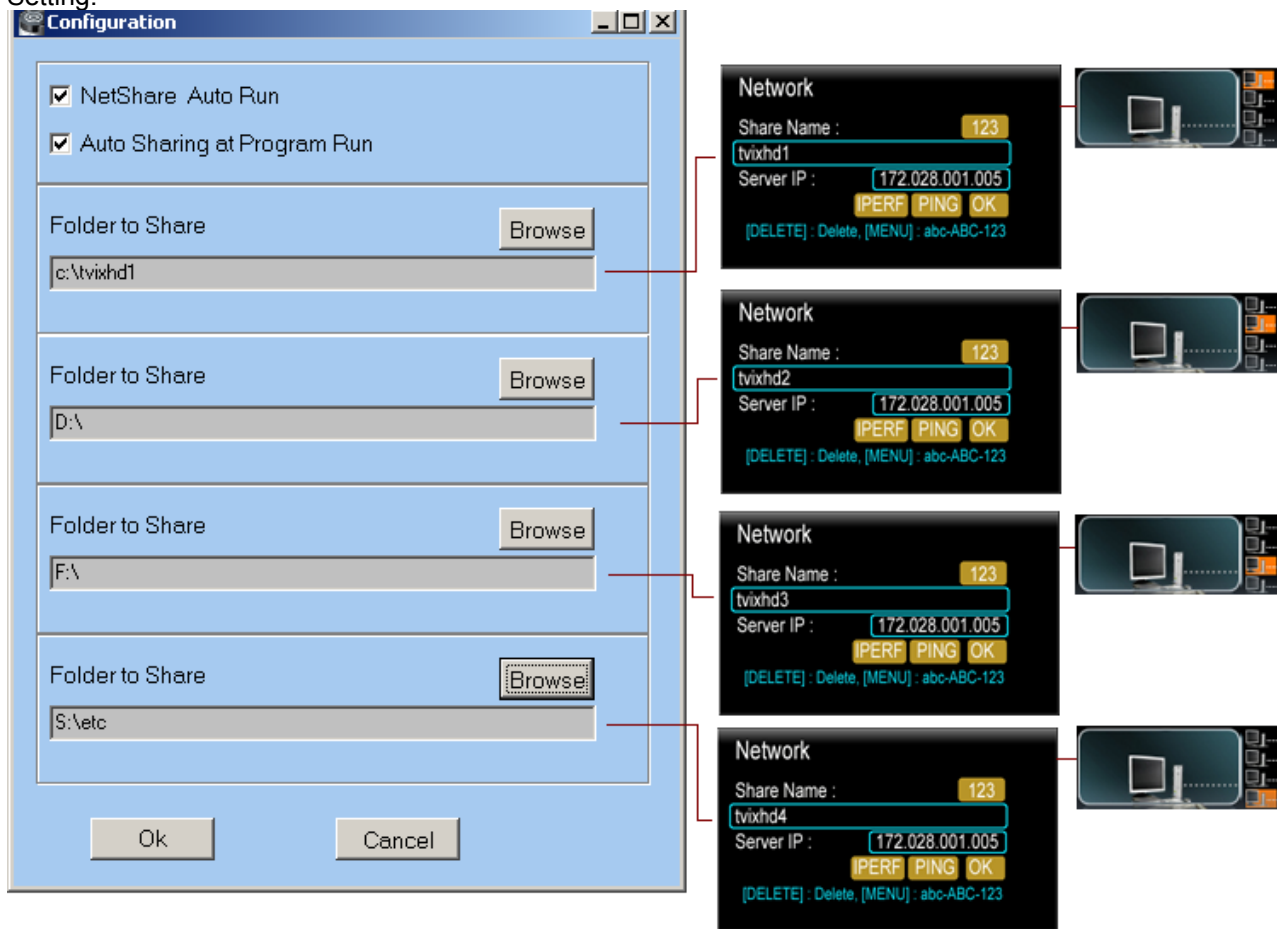 Setting:
Configuration
NetShare Auto Run
Auto Sharing at Program Run
Folder to Share
Browse
c:\tvixhd1
Folder to Share
Browse
D:\
Folder to Share
Browse
F:\
Folder to Share
Browse
S:\etc
Ok
Cancel
Network
Share Name :
123
tvixhd1
Server IP :
172.028.001.005
IPERF PING OK
[DELETE] : Delete, [MENU] : abc-ABC-123
Network
Share Name :
123
tvixhd2
Server IP :
172.028.001.005
IPERF PING OK
[DELETE] : Delete, [MENU] : abc-ABC-123
Network
Share Name :
123
tvixhd3
Server IP :
172.028.001.005
IPERF PING OK
[DELETE] : Delete, [MENU] : abc-ABC-123
Network
Share Name :
123
tvixhd4
Server IP :
172.028.001.005
IPERF PING OK
[DELETE] : Delete, [MENU] : abc-ABC-123